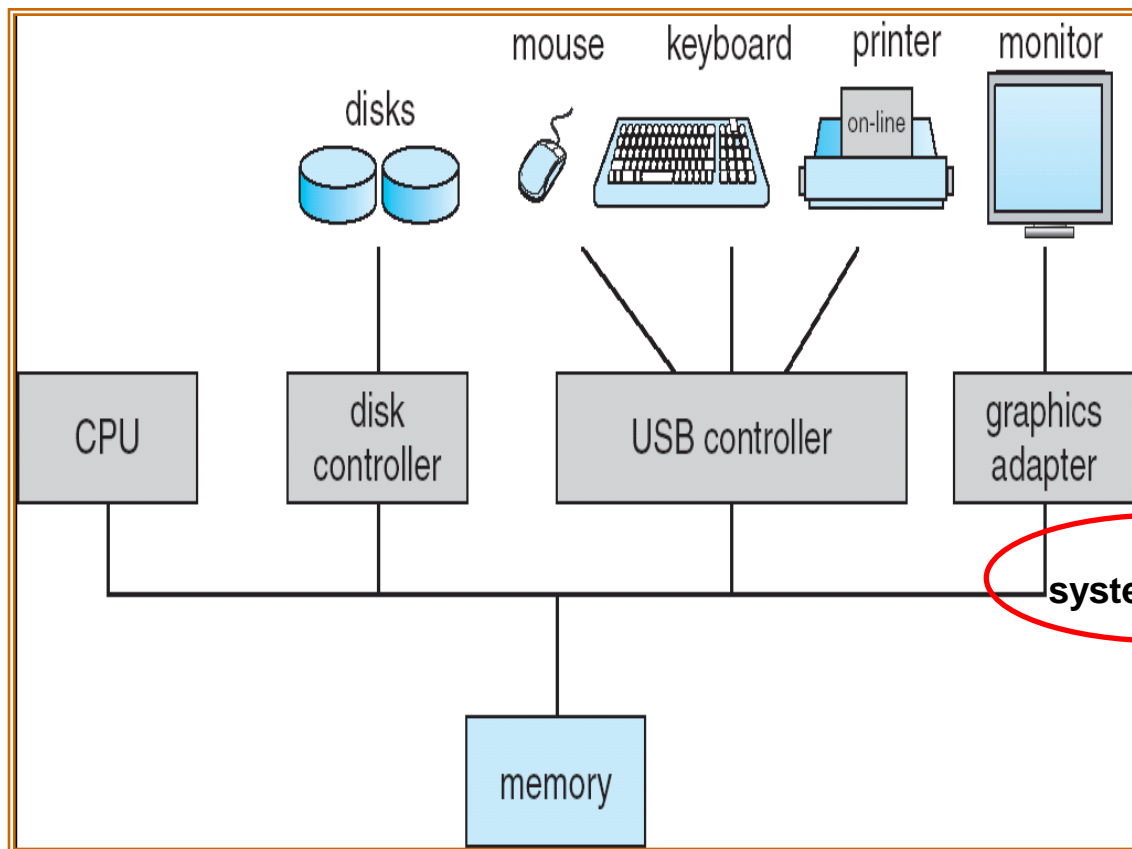 mouse
keyboard
printer
monitor
disks
on-line
CPU
disk
controller
USB controller
graphics
adapter
memory